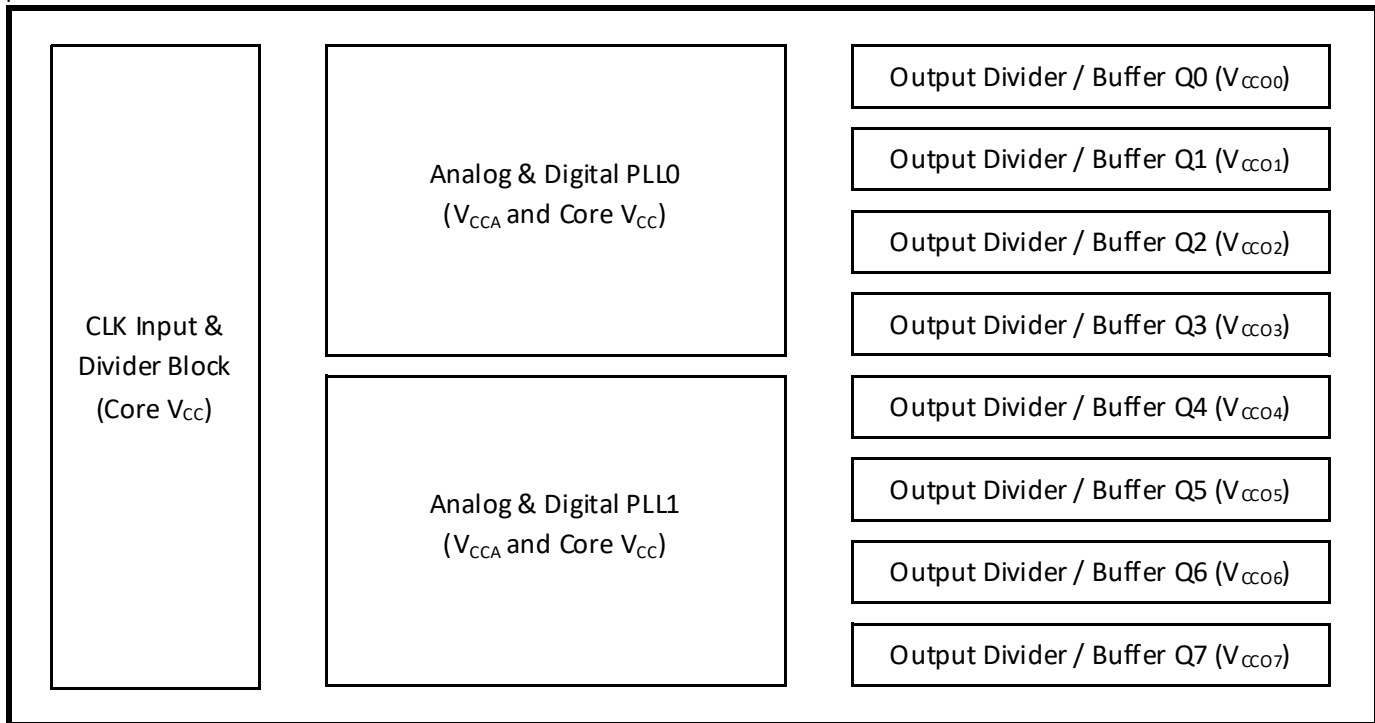 CLK Input &
Divider Block
(Core VCC)
Analog & Digital PLL0
(VCCA and Core VCC)
Analog & Digital PLL1
(VCCA and Core VCC)
Output Divider / Buffer Q0 (VCCO0)
Output Divider / Buffer Q1 (VCCO1)
Output Divider / Buffer Q2 (VCCO2)
Output Divider / Buffer Q3 (VCCO3)
Output Divider / Buffer Q4 (VCCO4)
Output Divider / Buffer Q5 (VCCO5)
Output Divider / Buffer Q6 (VCCO6)
Output Divider / Buffer Q7 (VCCO7)